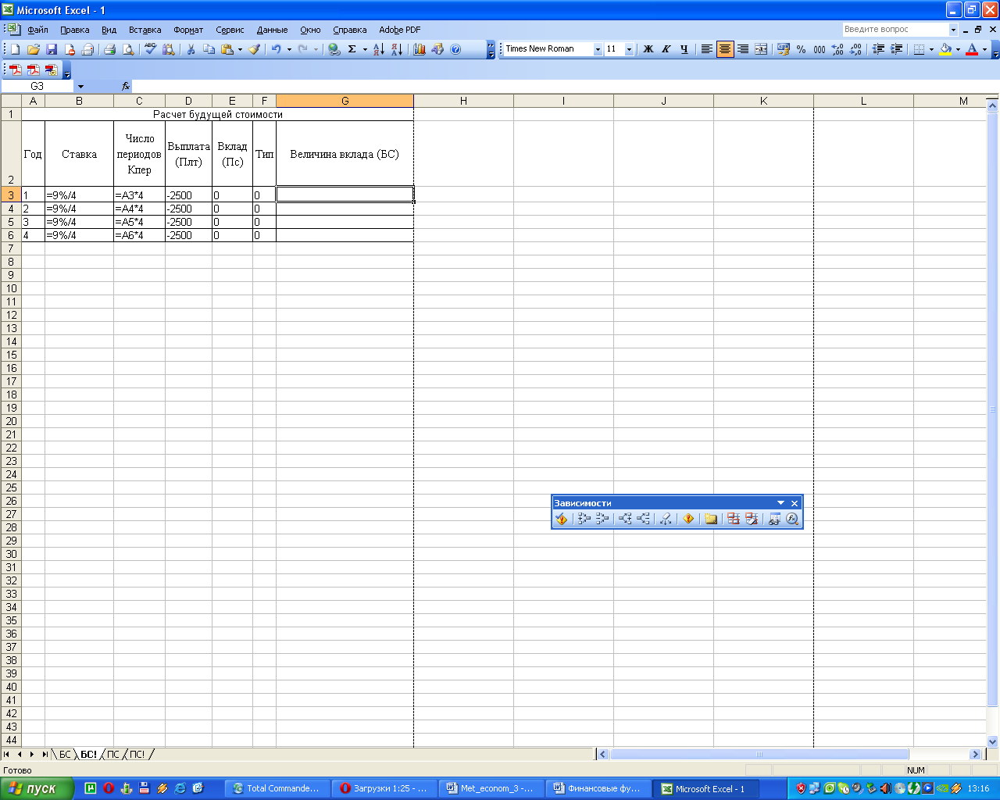 Microsoft Excel - 1
Файл Правка Вид Вставка Формат Сервис Данные Окно Справка Adobe PDF
Введите вопрос
Times New Roman 11 Ж К Ч % 000
G3 fx
A B C D E F G H I J K L M
1 Расчет будущей стоимости
2 Год Ставка Число периодов Кпер Выплата (Плт) Вклад (Пс) Тип Величина вклада (БС)
3 1 =9%/4 =A3*4 -2500 0 0
4 2 =9%/4 =A4*4 -2500 0 0
5 3 =9%/4 =A5*4 -2500 0 0
6 4 =9%/4 =A6*4 -2500 0 0
7
8
9
10
11
12
13
14
15
16
17
18
19
20
21
22
23
24
25
26
Зависимости
27
28
29
30
31
32
33
34
35
36
37
38
39
40
41
42
43
44
БС БС! ПС ПС!
Готово NUM
пуск Total Commande... Загрузки 1:25 - ... Met_econom_3 -... Финансовые фу... Microsoft Excel - 1 13:16